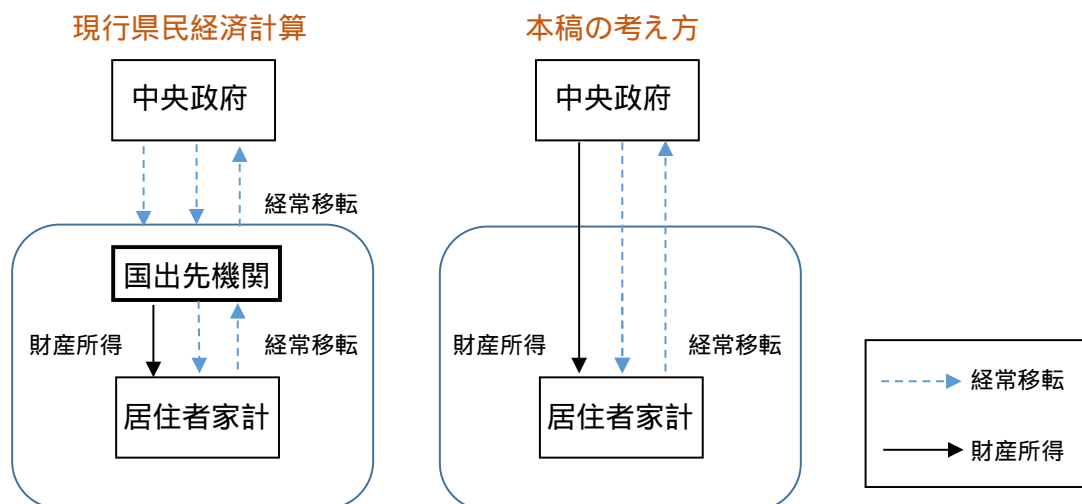 現行県民経済計算
中央政府
経常移転
国出先機関
財産所得
経常移転
居住者家計
本稿の考え方
中央政府
財産所得
経常移転
居住者家計
経常移転
財産所得